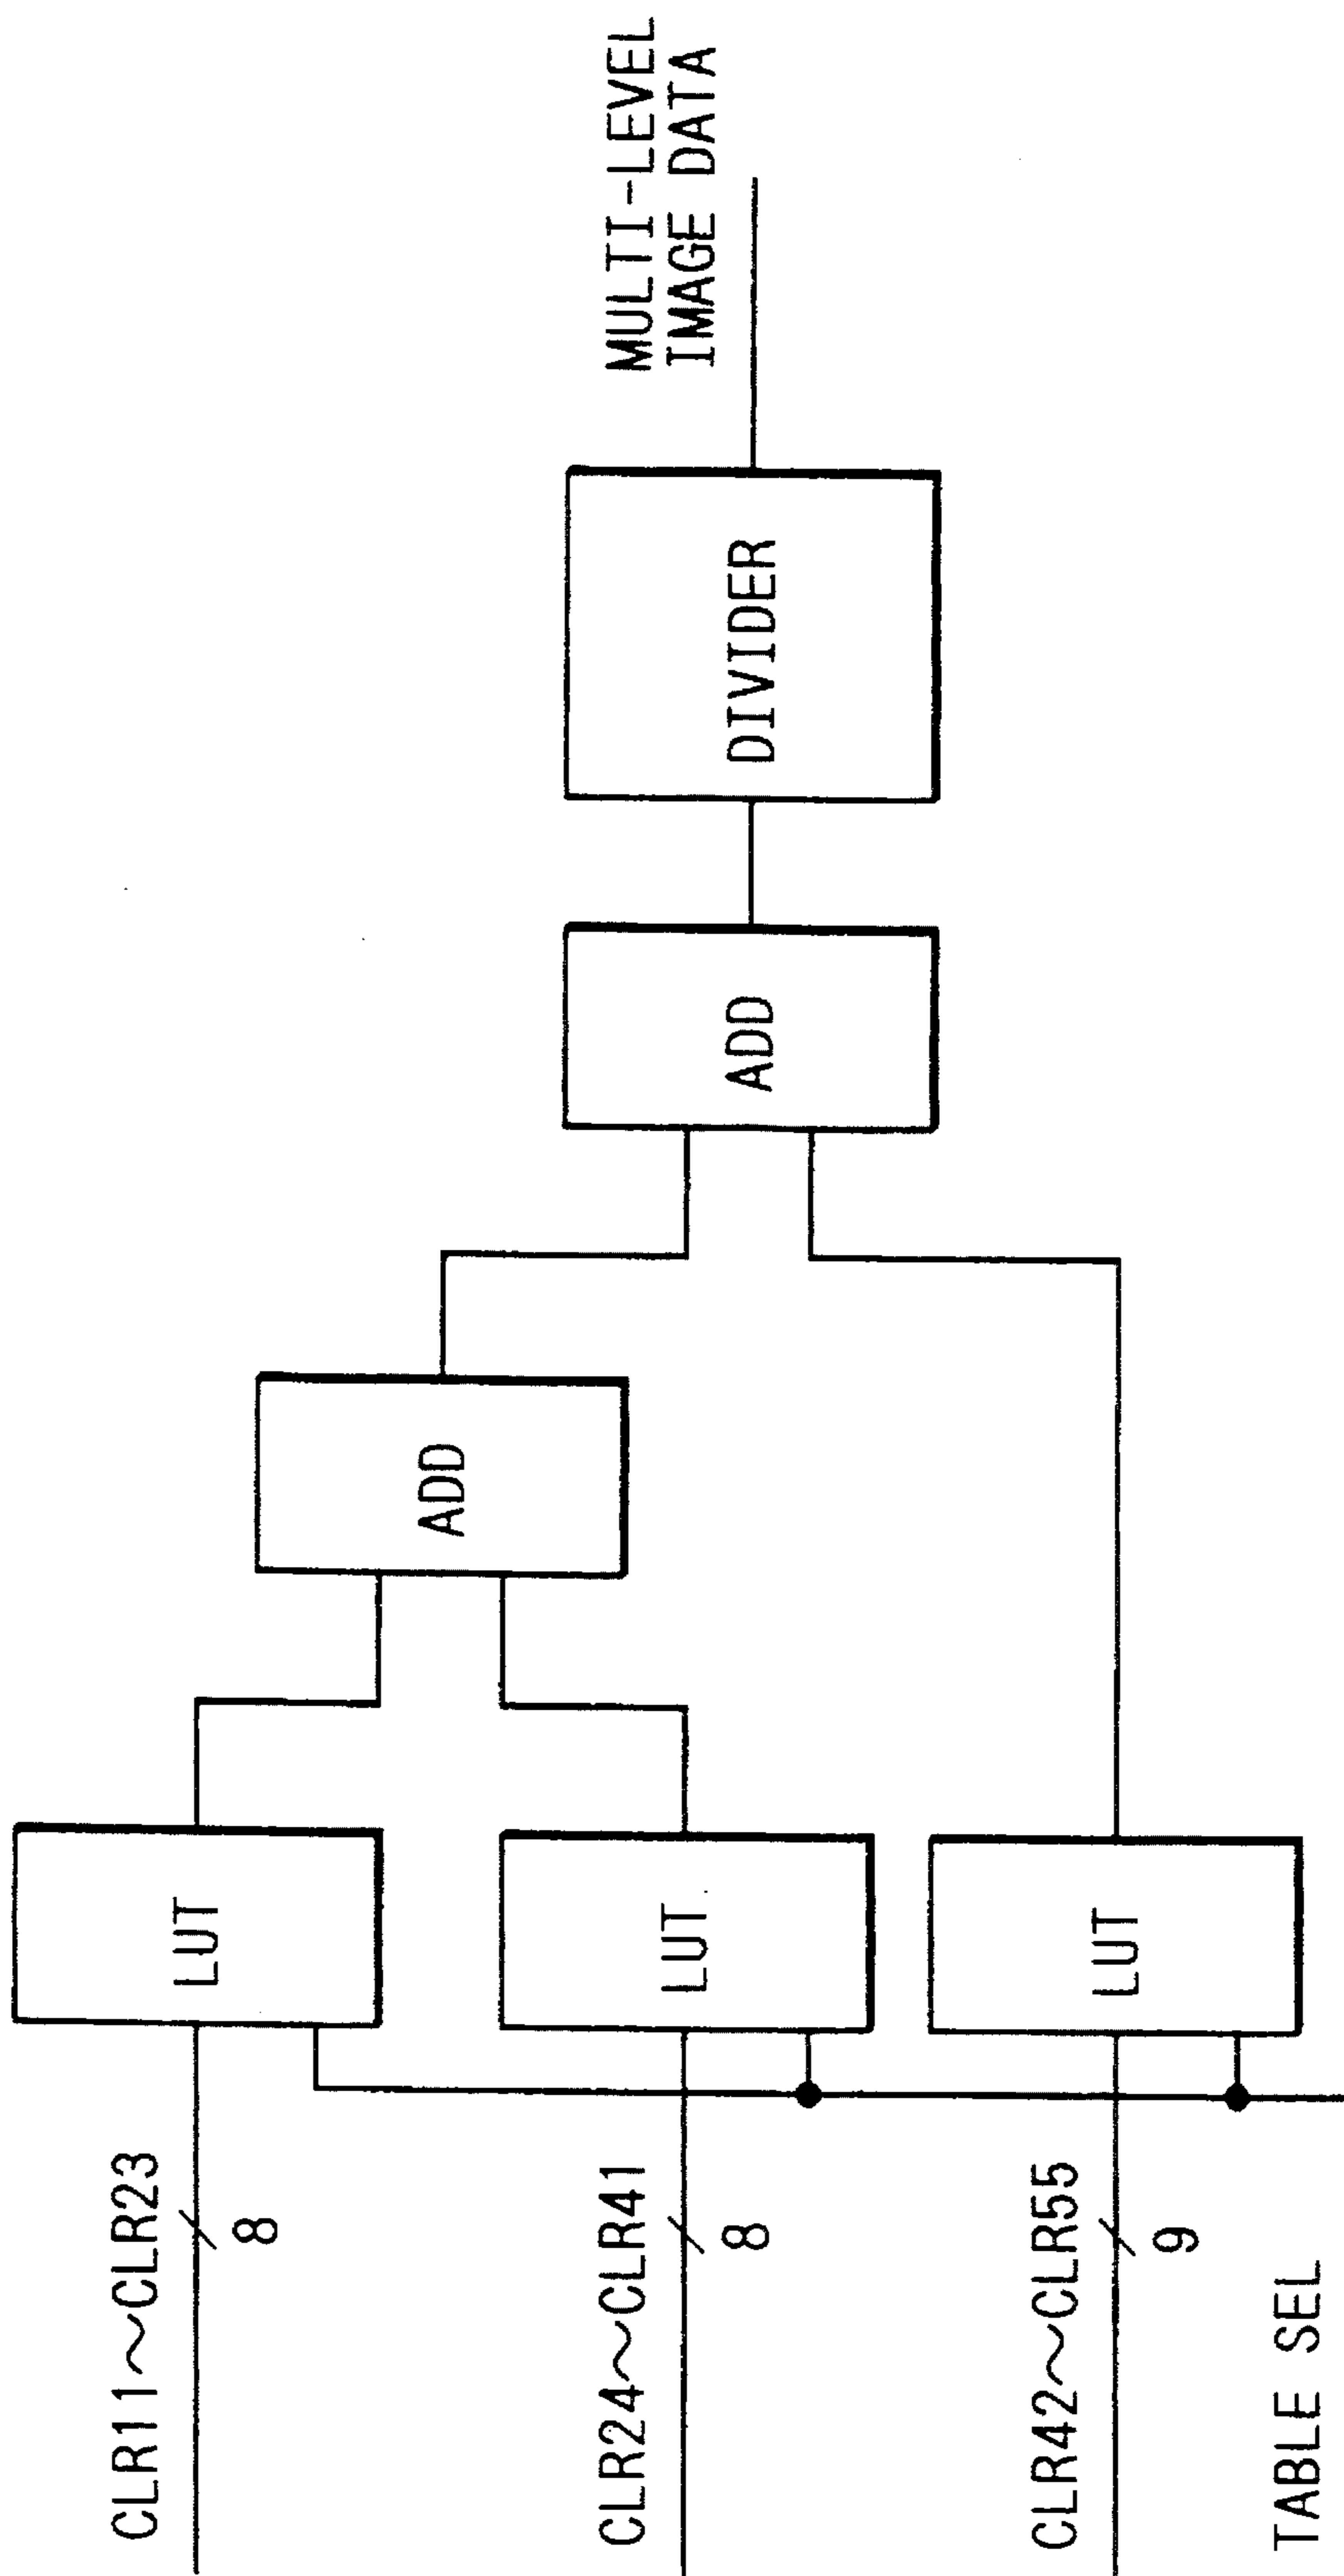 CLR11～CLR23
8
LUT
CLR24～CLR41
8
LUT
CLR42～CLR55
9
LUT
TABLE SEL
ADD
ADD
DIVIDER
MULTI-LEVEL
IMAGE DATA